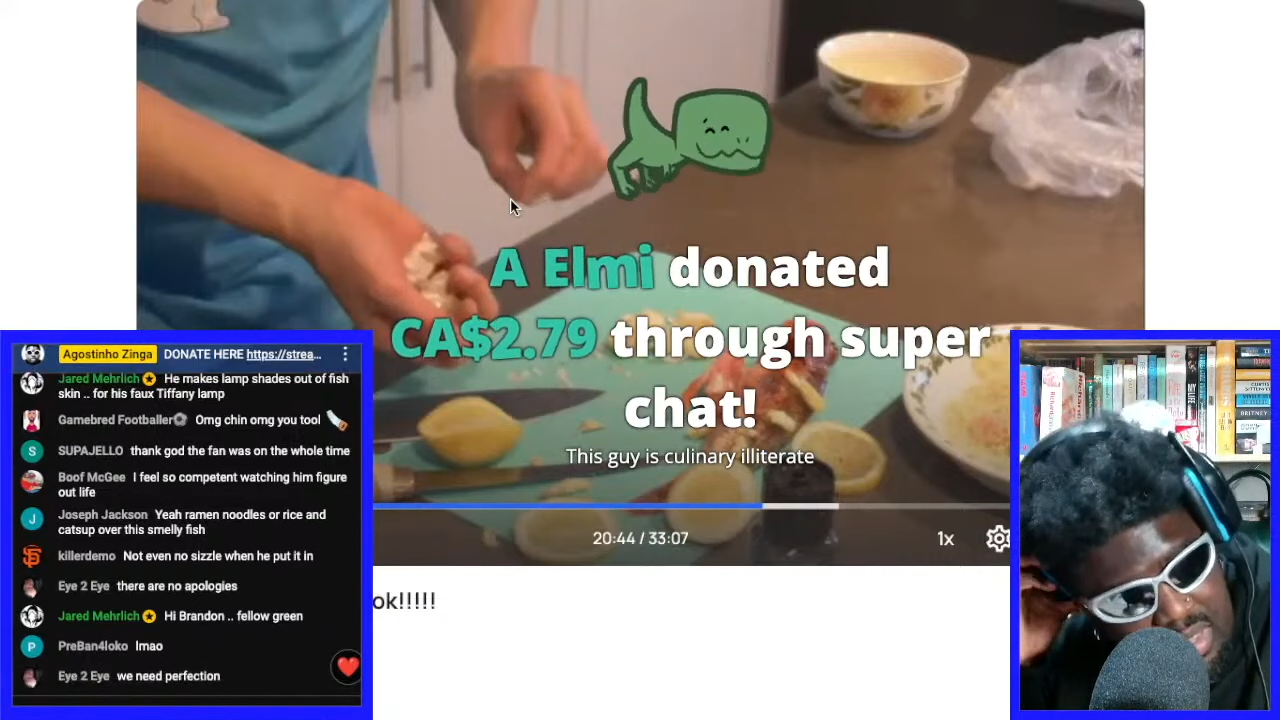 A Elmi donated
CA$2.79 through super
chat!
This guy is culinary illiterate
20:44 / 33:07
1x
ok!!!!!
Agostinho Zinga DONATE HERE https://strea...
Jared Mehrlich He makes lamp shades out of fish
skin .. for his faux Tiffany lamp
Gamebred Footballer⚽ Omg chin omg you tool
S
SUPAJELLO thank god the fan was on the whole time
Boof McGee I feel so competent watching him figure
out life
J
Joseph Jackson Yeah ramen noodles or rice and
catsup over this smelly fish
SF
killerdemo Not even no sizzle when he put it in
Eye 2 Eye there are no apologies
Jared Mehrlich Hi Brandon .. fellow green
P
PreBan4loko lmao
Eye 2 Eye we need perfection
BRITNEY